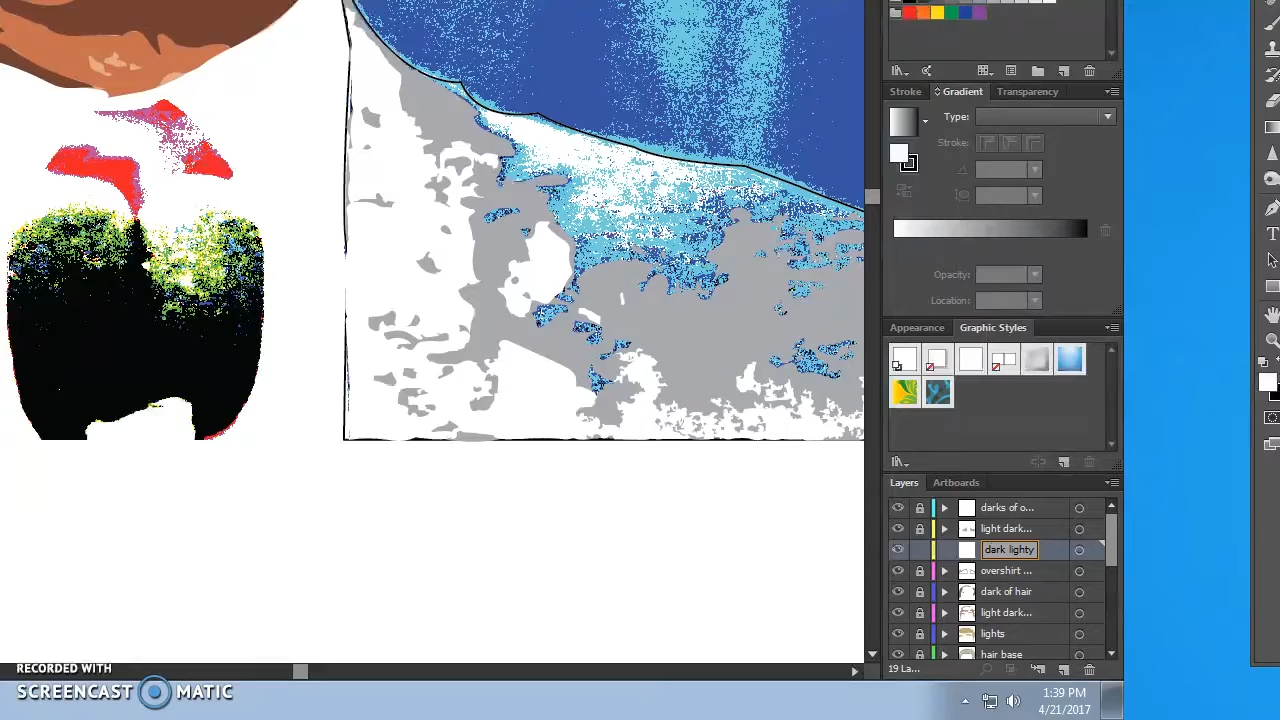 Stroke
Gradient
Transparency
Type:
Stroke:
Opacity:
Location:
Appearance
Graphic Styles
Layers
Artboards
darks of o...
light dark...
dark lighty
overshirt ...
dark of hair
light dark...
lights
hair base
19 La...
RECORDED WITH
SCREENCAST MATIC
1:39 PM
4/21/2017